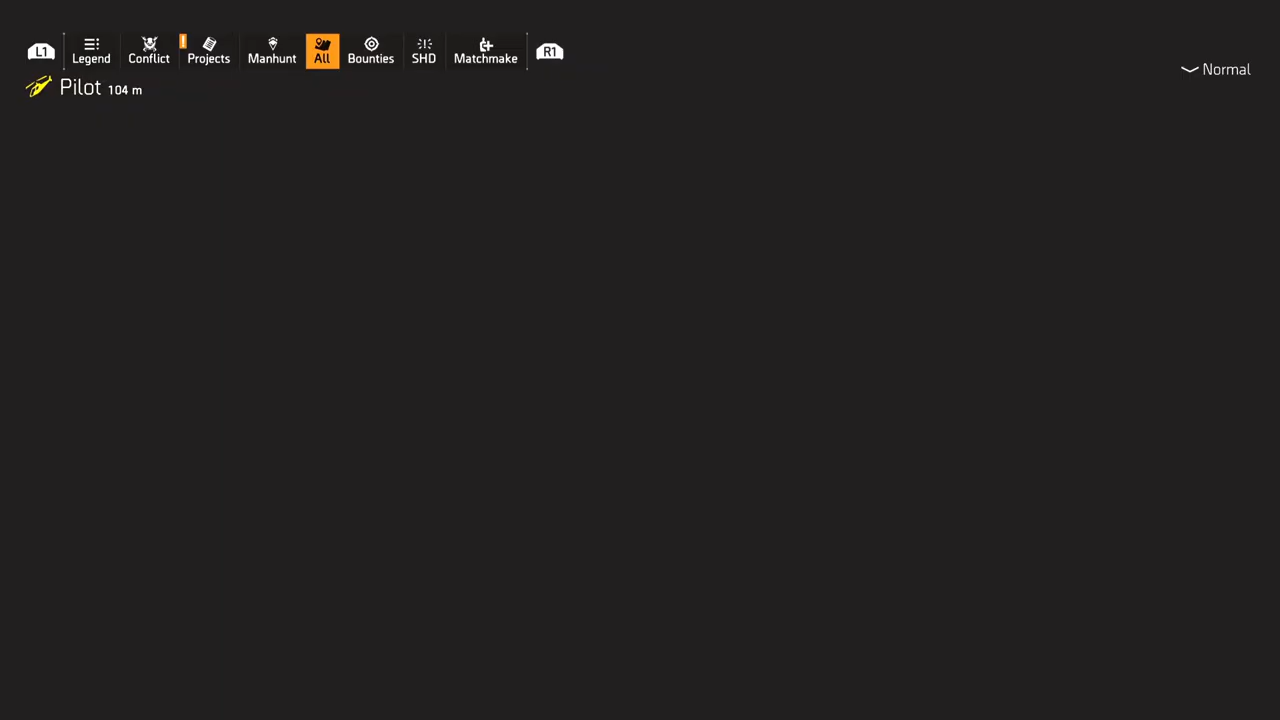 L1 Legend Conflict Projects Manhunt All Bounties SHD Matchmake R1
Normal
Pilot 104 m